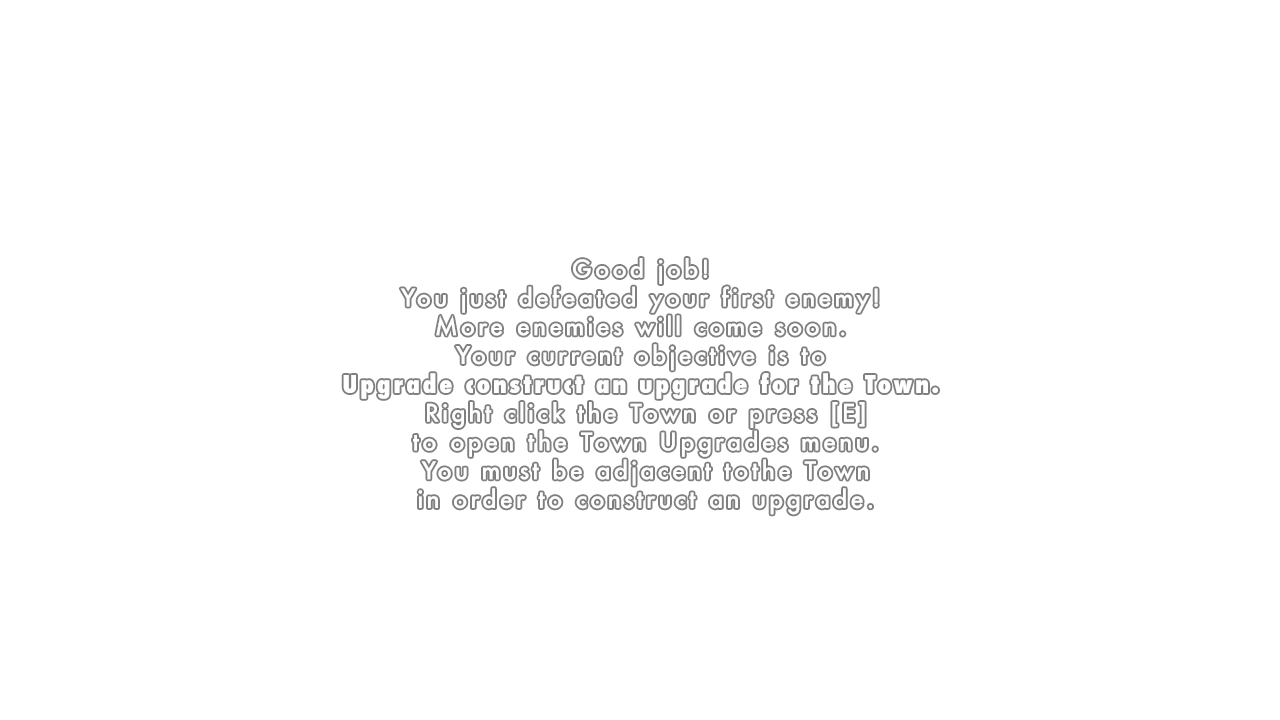 Good job!
You just defeated your first enemy!
More enemies will come soon.
Your current objective is to
Upgrade construct an upgrade for the Town.
Right click the Town or press [E]
to open the Town Upgrades menu.
You must be adjacent tothe Town
in order to construct an upgrade.